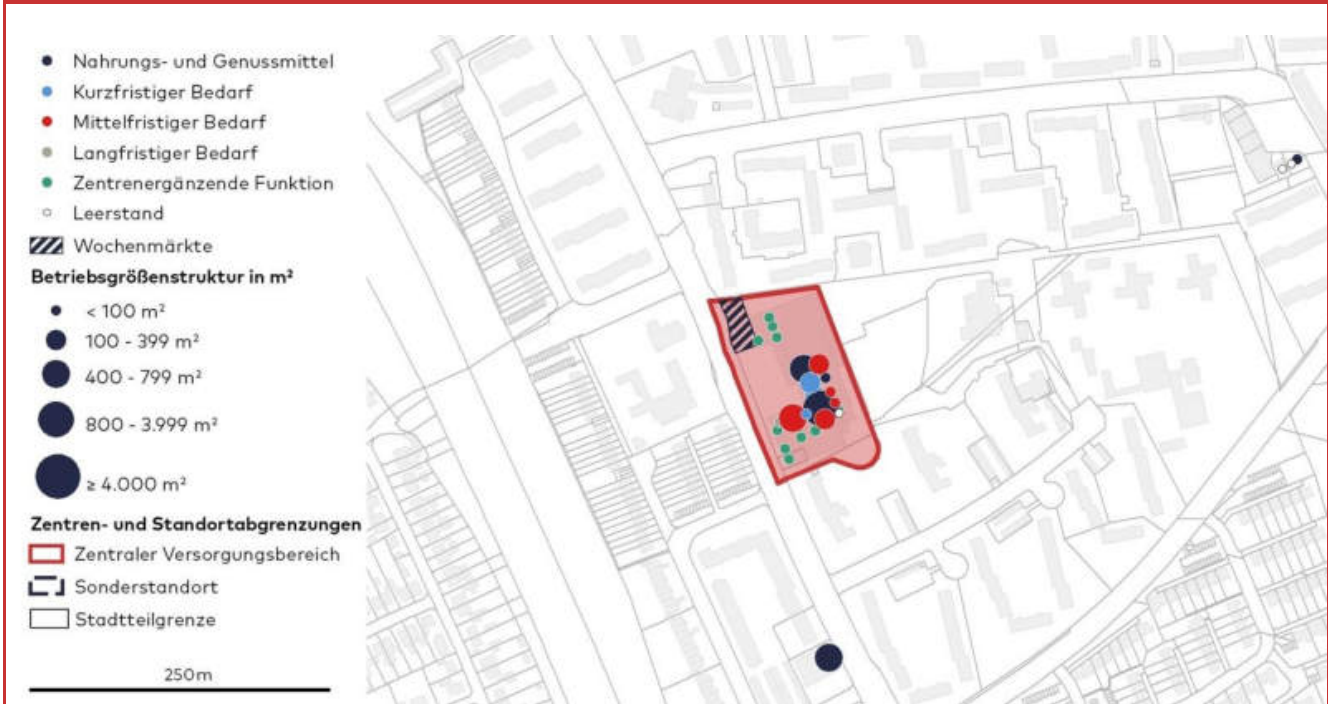 Nahrungs- und Genussmittel
Kurzfristiger Bedarf
Mittelfristiger Bedarf
Langfristiger Bedarf
Zentrenergänzende Funktion
Leerstand
Wochenmärkte
Betriebsgrößenstruktur in m²
< 100 m²
100 - 399 m²
400 - 799 m²
800 - 3.999 m²
≥ 4.000 m²
Zentren- und Standortabgrenzungen
Zentraler Versorgungsbereich
Sonderstandort
Stadtteilgrenze
250m